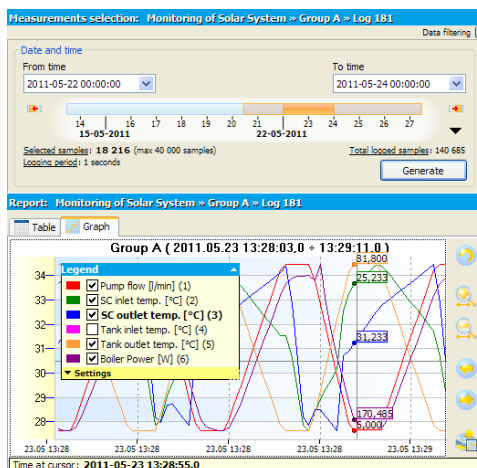 Measurements selection: Monitoring of Solar System » Group A » Log 181
Data filtering
Date and time
From time
To time
2011-05-22 00:00:00
2011-05-24 00:00:00
14 16 17 18 19 20 21 23 24 25 26 27
15-05-2011 22-05-2011
Selected samples: 18 216 (max 40 000 samples)
Total logged samples: 140 685
Logging period: 1 seconds
Generate
Report: Monitoring of Solar System » Group A » Log 181
Table Graph
Group A ( 2011.05.23 13:28:03,0 ÷ 13:29:11.0 )
81,800
25,233
34
33
32
31
30
29
28
Legend
Pump flow [l/min] (1)
SC inlet temp. [°C] (2)
SC outlet temp. [°C] (3)
Tank inlet temp. [°C] (4)
Tank outlet temp. [°C] (5)
Boiler Power [W] (6)
Settings
31,233
170,485
5,000
23.05 13:28 23.05 13:28 23.05 13:28 23.05 13:28 23.05 13:28 23.05 13:29
Time at cursor: 2011-05-23 13:28:55.0